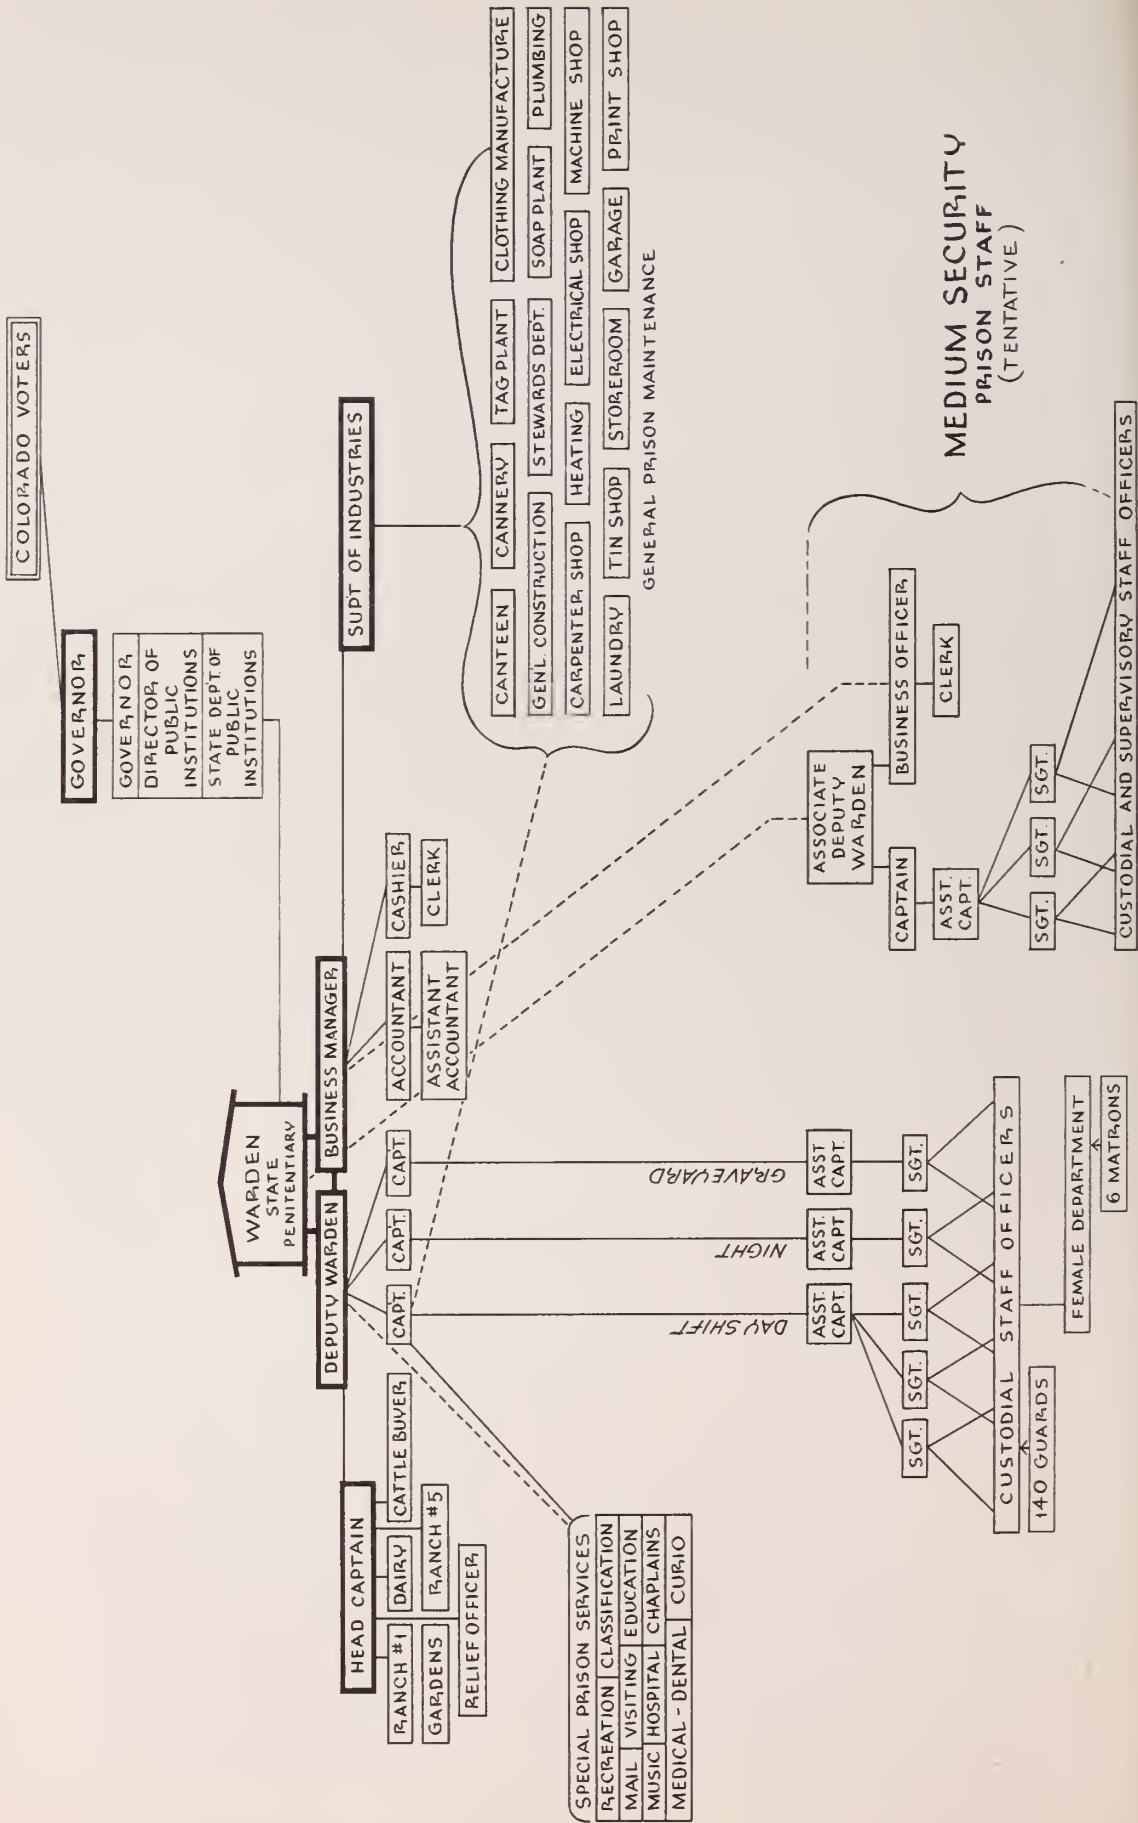 COLORADO VOTERS
GOVERNOR
GOVERNOR
DIRECTOR OF
PUBLIC
INSTITUTIONS
STATE DEPT. OF
PUBLIC
INSTITUTIONS
WARDEN
STATE
PENITENTIARY
DEPUTY WARDEN
BUSINESS MANAGER
HEAD CAPTAIN
RANCH #1
DAIRY
CATTLE BUYER
GARDENS
RANCH #5
RELIEF OFFICER
CAPT.
CAPT.
CAPT.
ACCOUNTANT
CASHIER
ASSISTANT
ACCOUNTANT
CLERK
SUPT OF INDUSTRIES
CANTEEN
CANNERY
TAG PLANT
CLOTHING MANUFACTURE
GEN'L. CONSTRUCTION
STEWARDS DEPT.
SOAP PLANT
PLUMBING
CARPENTER SHOP
HEATING
ELECTRICAL SHOP
MACHINE SHOP
LAUNDRY
TIN SHOP
STOREROOM
GARAGE
PRINT SHOP
GENERAL PRISON MAINTENANCE
SPECIAL PRISON SERVICES
RECREATION CLASSIFICATION
MAIL VISITING EDUCATION
MUSIC HOSPITAL CHAPLAINS
MEDICAL - DENTAL CURIO
DAY SHIFT
NIGHT
GRAVEYARD
ASST.
CAPT.
ASST.
CAPT
ASST
CAPT.
SGT.
SGT.
SGT.
SGT.
SGT.
CUSTODIAL STAFF OFFICERS
140 GUARDS
FEMALE DEPARTMENT
6 MATRONS
ASSOCIATE
DEPUTY
WARDEN
CAPTAIN
BUSINESS OFFICER
ASST.
CAPT.
CLERK
SGT.
SGT.
SGT.
CUSTODIAL AND SUPERVISORY STAFF OFFICERS
MEDIUM SECURITY
PRISON STAFF
(TENTATIVE)